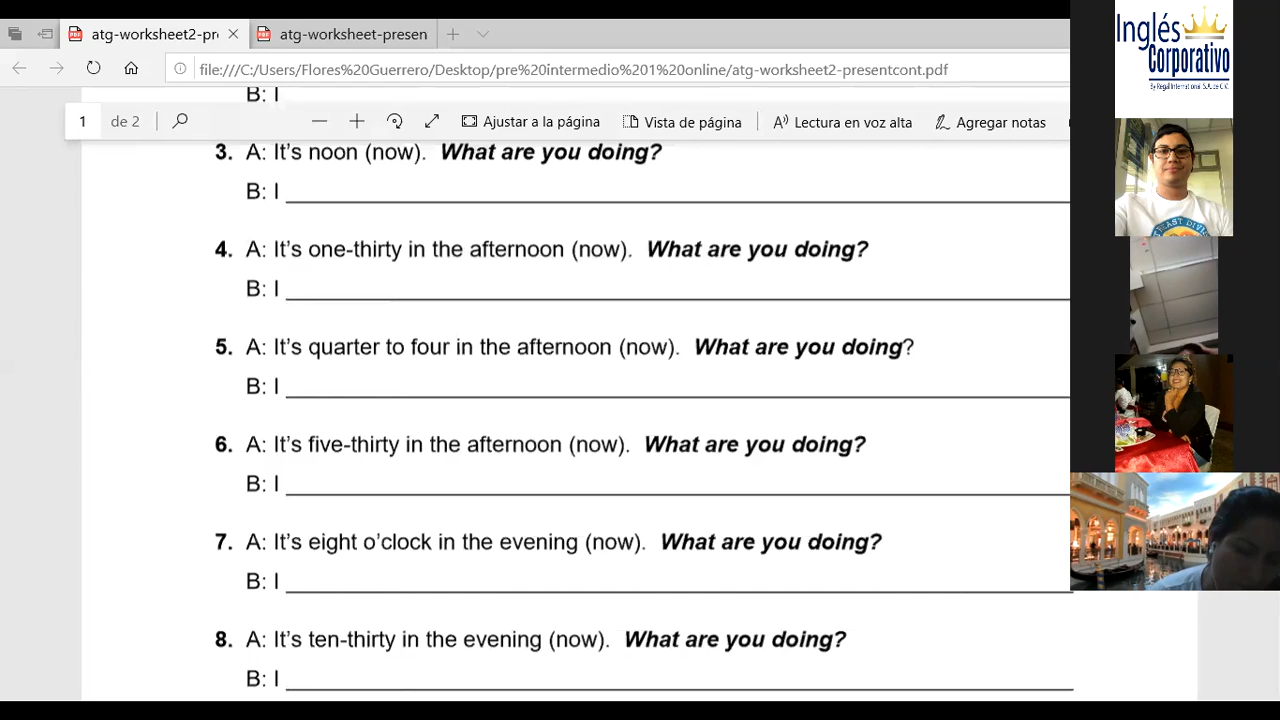 atg-worksheet2-pr
atg-worksheet-presen
file:///C:/Users/Flores%20Guerrero/Desktop/pre%20intermedio%201%20online/atg-worksheet2-presentcont.pdf
B: I
1 de 2
Ajustar a la página
Vista de página
Lectura en voz alta
Agregar notas
3. A: It’s noon (now). What are you doing?
B: I
4. A: It’s one-thirty in the afternoon (now). What are you doing?
B: I
5. A: It’s quarter to four in the afternoon (now). What are you doing?
B: I
6. A: It’s five-thirty in the afternoon (now). What are you doing?
B: I
7. A: It’s eight o’clock in the evening (now). What are you doing?
B: I
8. A: It’s ten-thirty in the evening (now). What are you doing?
B: I
Inglés
Corporativo
By Regal International S.A. de C.V.